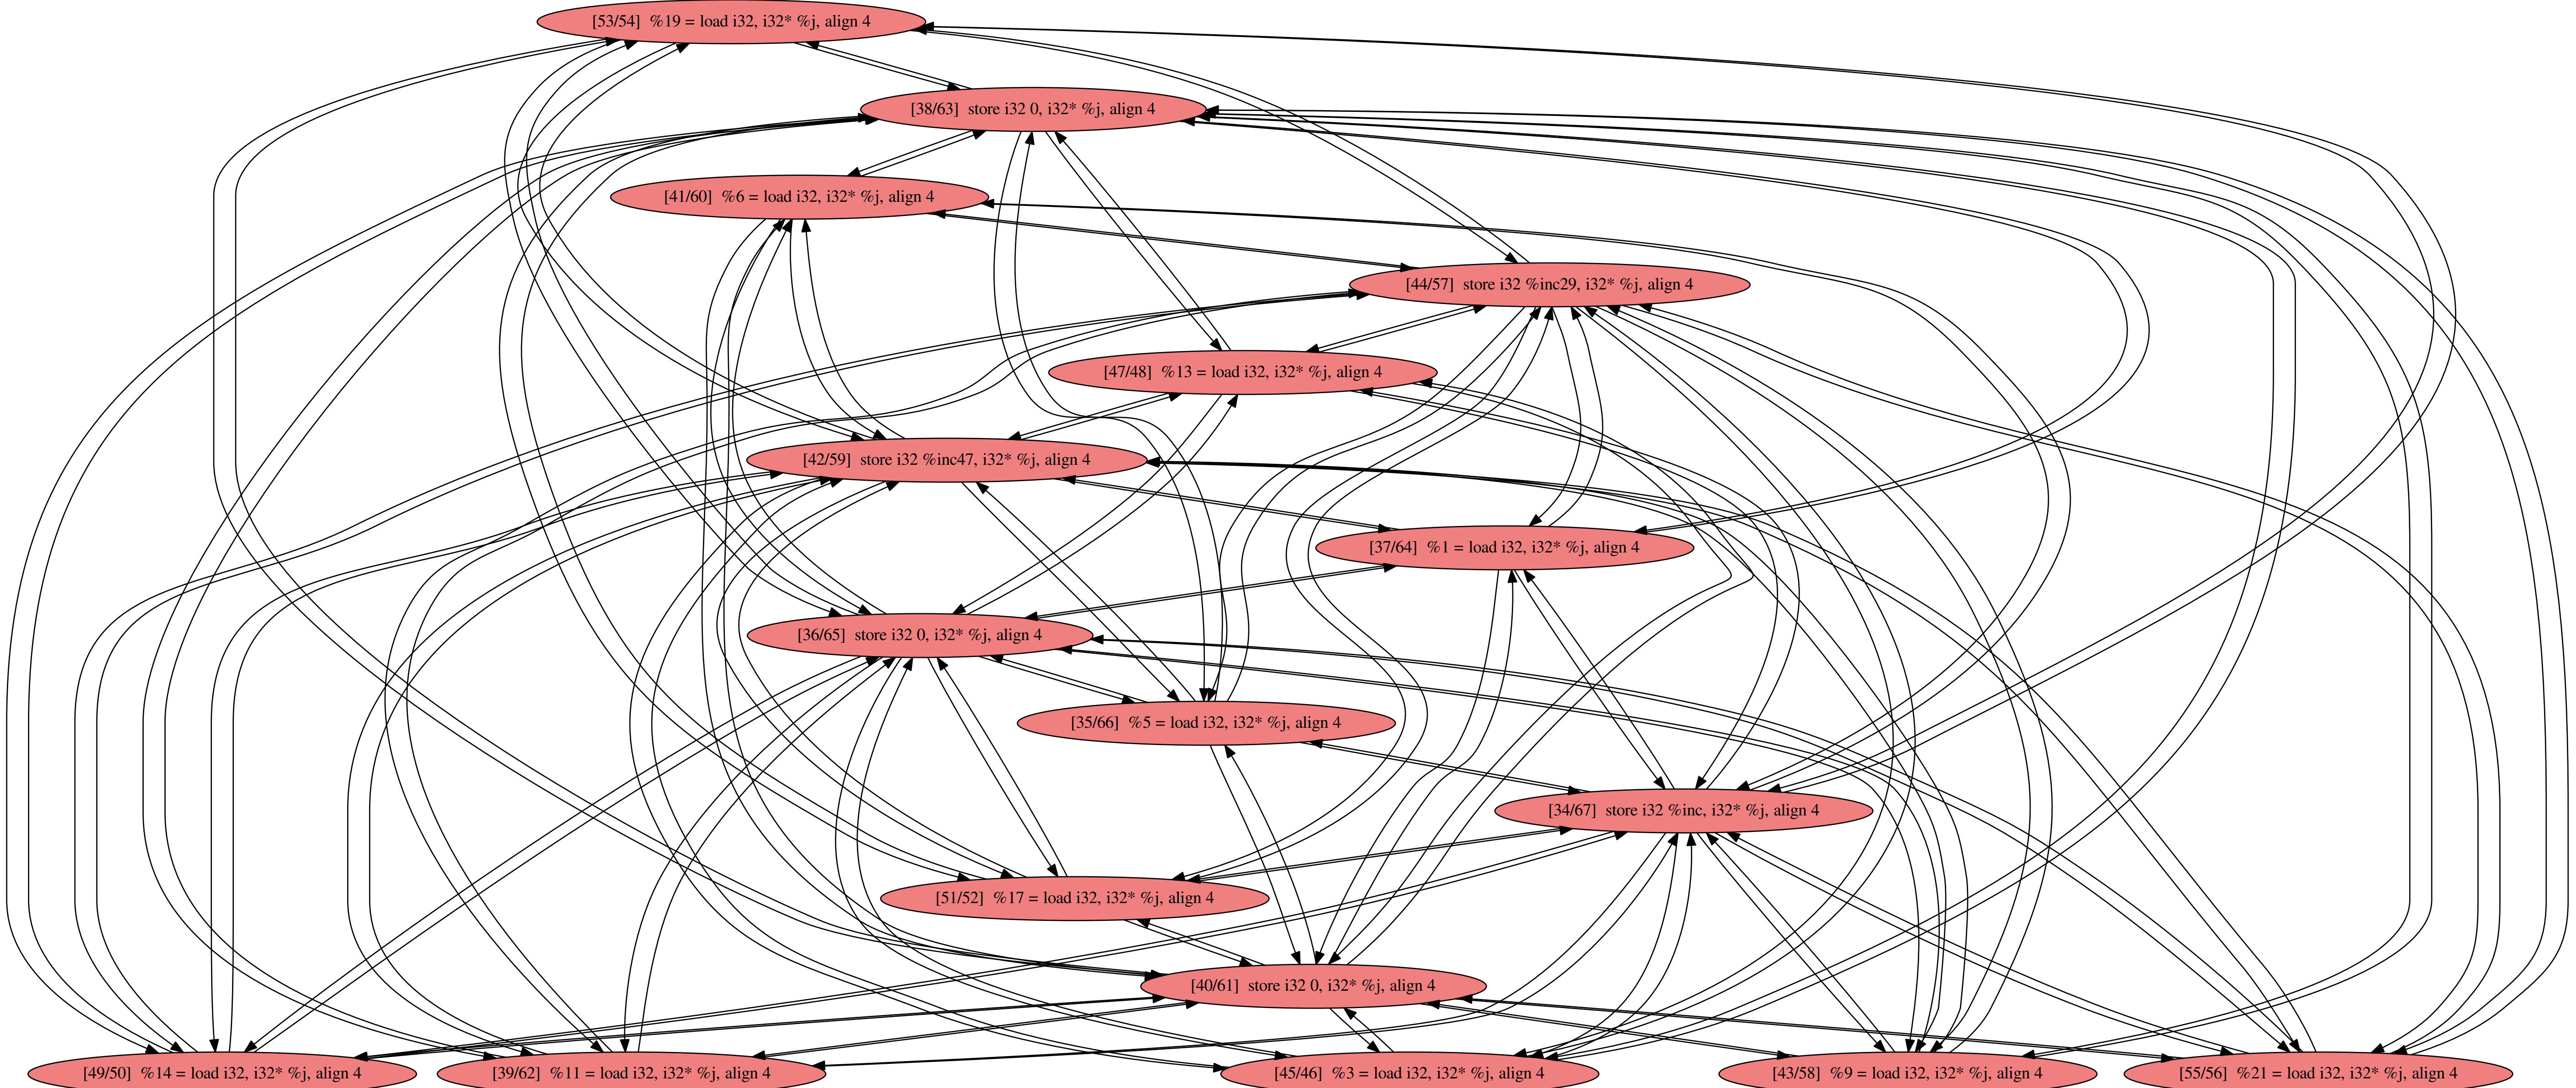 [53/54]  %19 = load i32, i32* %j, align 4
[38/63]  store i32 0, i32* %j, align 4
[41/60]  %6 = load i32, i32* %j, align 4
[44/57]  store i32 %inc29, i32* %j, align 4
[47/48]  %13 = load i32, i32* %j, align 4
[42/59]  store i32 %inc47, i32* %j, align 4
[37/64]  %1 = load i32, i32* %j, align 4
[36/65]  store i32 0, i32* %j, align 4
[35/66]  %5 = load i32, i32* %j, align 4
[34/67]  store i32 %inc, i32* %j, align 4
[51/52]  %17 = load i32, i32* %j, align 4
[40/61]  store i32 0, i32* %j, align 4
[49/50]  %14 = load i32, i32* %j, align 4
[39/62]  %11 = load i32, i32* %j, align 4
[45/46]  %3 = load i32, i32* %j, align 4
[43/58]  %9 = load i32, i32* %j, align 4
[55/56]  %21 = load i32, i32* %j, align 4